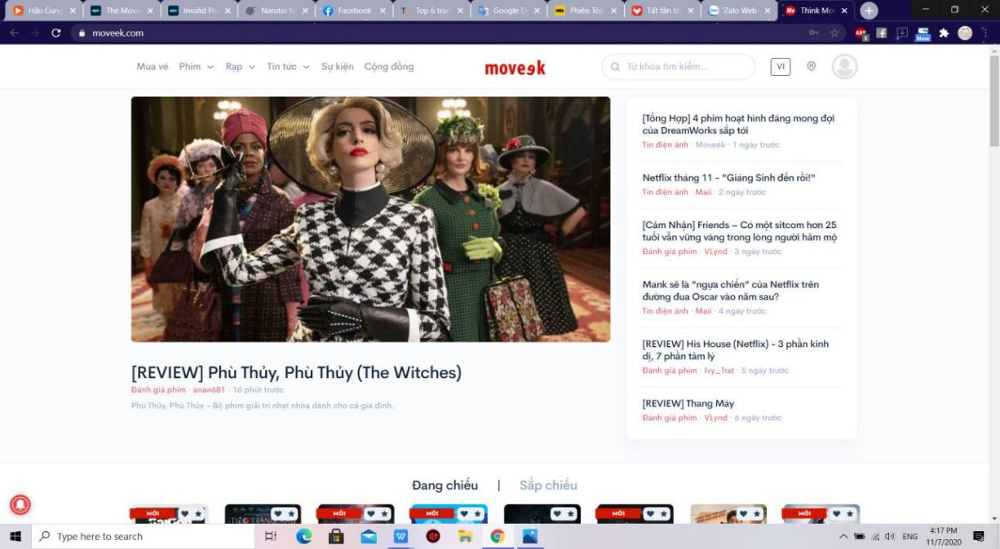 Hậu Cung
The Movie
Invalid Pe
Naruto: N
Facebook
Top 6 tran
Google D
Phiên Tòa
Tất tần tậ
'Zalo Web
Think Mov
moveek.com
ABP
1
New
Mua vé
Phim
Rạp
Tin tức
Sự kiện
Cộng đồng
moveek
Từ khóa tìm kiếm...
VI
[REVIEW] Phù Thủy, Phù Thủy (The Witches)
Đánh giá phim · anan681 · 16 phút trước
Phù Thủy, Phù Thủy - Bộ phim giải trí nhạt nhòa dành cho cả gia đình.
[Tổng Hợp] 4 phim hoạt hình đáng mong đợi
của DreamWorks sắp tới
Tin điện ảnh · Moveek · 1 ngày trước
Netflix tháng 11 - "Giáng Sinh đến rồi!"
Tin điện ảnh · Maii · 2 ngày trước
[Cảm Nhận] Friends – Có một sitcom hơn 25
tuổi vẫn vững vàng trong lòng người hâm mộ
Đánh giá phim · VLynd · 3 ngày trước
Mank sẽ là "ngựa chiến" của Netflix trên
đường đua Oscar vào năm sau?
Tin điện ảnh · Maii · 4 ngày trước
[REVIEW] His House (Netflix) - 3 phần kinh
dị, 7 phần tâm lý
Đánh giá phim · Ivy_Trat · 5 ngày trước
[REVIEW] Thang Máy
Đánh giá phim · VLynd · 6 ngày trước
Đang chiếu | Sắp chiếu
MỚI
MỚI
MỚI
MỚI
MỚI
Type here to search
ENG
4:17 PM
11/7/2020